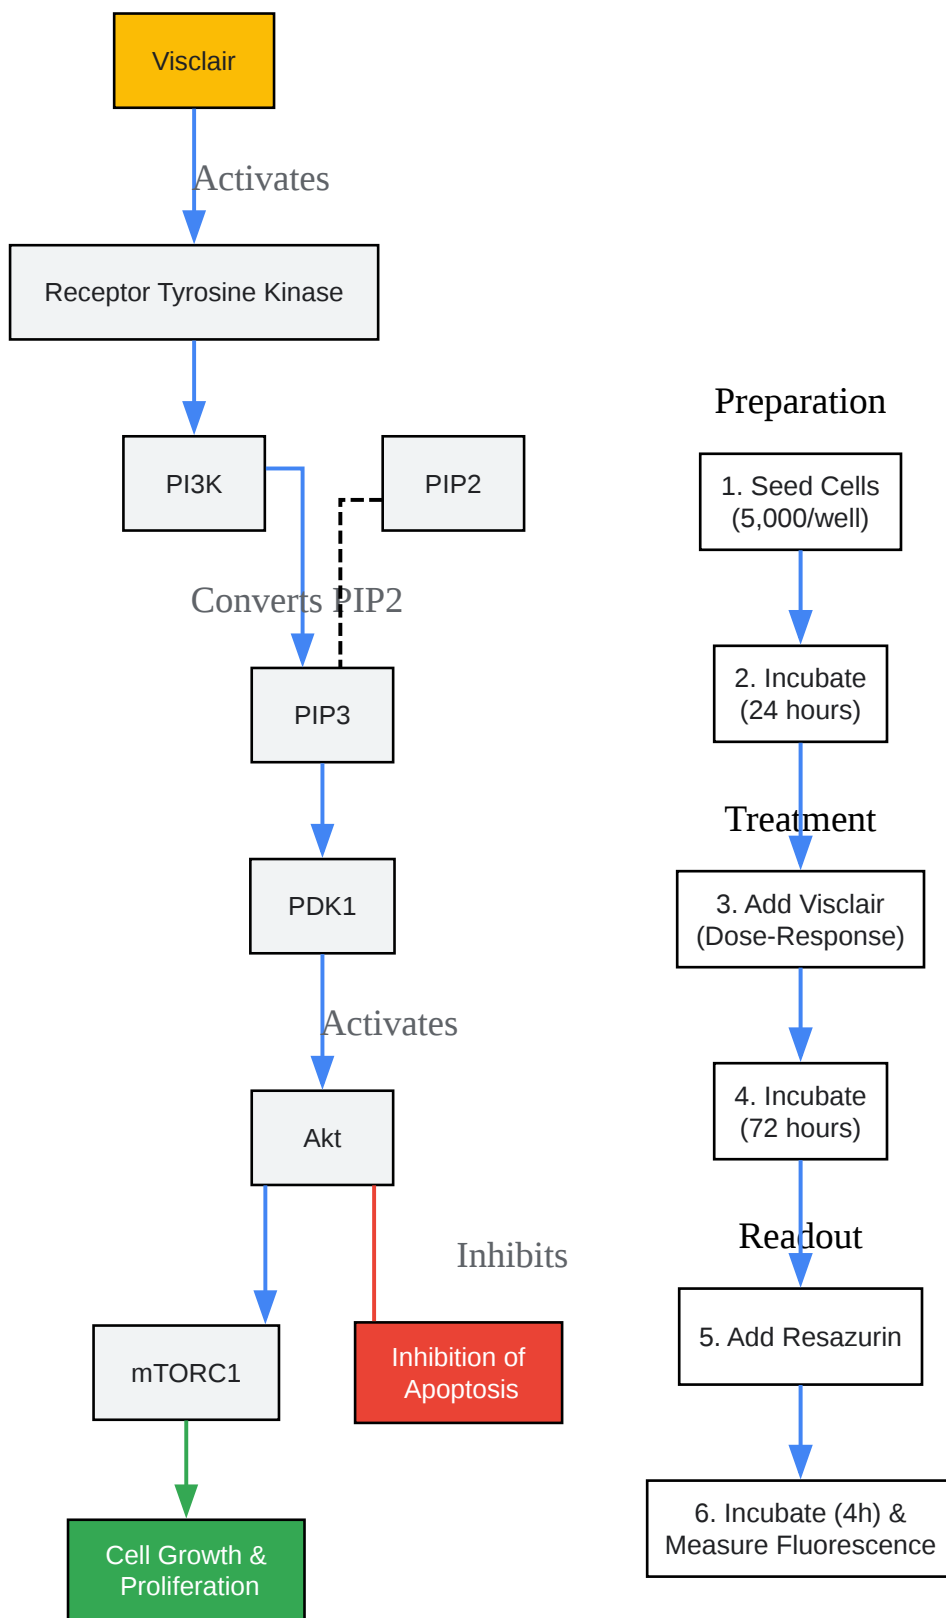 Visclair
Activates
Receptor Tyrosine Kinase
PI3K
PIP2
Converts PIP2
PIP3
PDK1
Activates
Akt
Inhibits
mTORC1
Inhibition of
Apoptosis
Cell Growth &
Proliferation
Preparation
1. Seed Cells
(5,000/well)
2. Incubate
(24 hours)
Treatment
3. Add Visclair
(Dose-Response)
4. Incubate
(72 hours)
Readout
5. Add Resazurin
6. Incubate (4h) &
Measure Fluorescence